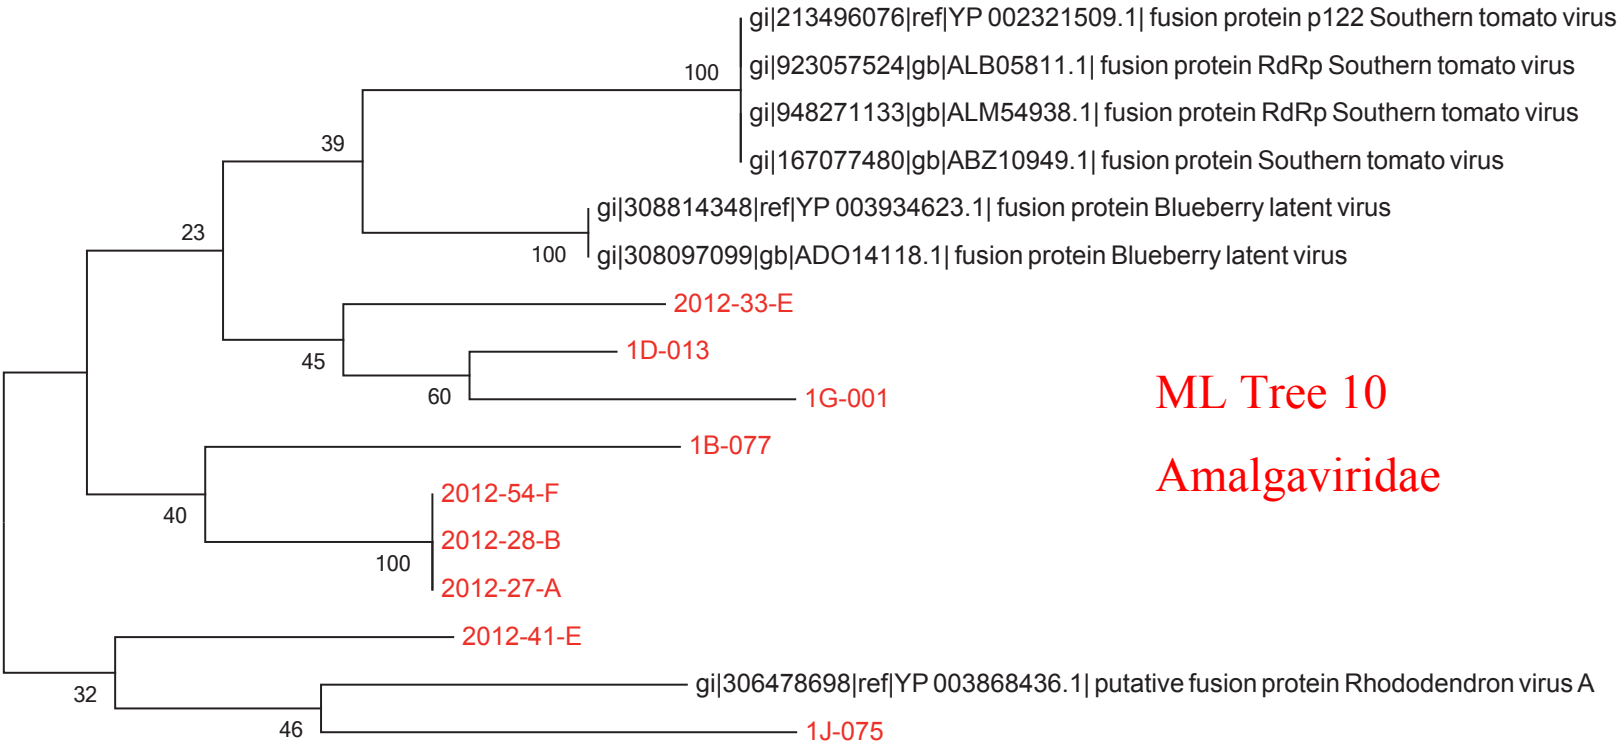 gi|213496076|ref|YP 002321509.1| fusion protein p122 Southern tomato virus
100
gi|923057524|gb|ALB05811.1| fusion protein RdRp Southern tomato virus
gi|948271133|gb|ALM54938.1| fusion protein RdRp Southern tomato virus
39
gi|167077480|gb|ABZ10949.1| fusion protein Southern tomato virus
gi|308814348|ref|YP 003934623.1| fusion protein Blueberry latent virus
23
100
gi|308097099|gb|ADO14118.1| fusion protein Blueberry latent virus
2012-33-E
45
1D-013
60
1G-001
ML Tree 10
1B-077
Amalgaviridae
2012-54-F
40
2012-28-B
100
2012-27-A
2012-41-E
32
gi|306478698|ref|YP 003868436.1| putative fusion protein Rhododendron virus A
46
1J-075